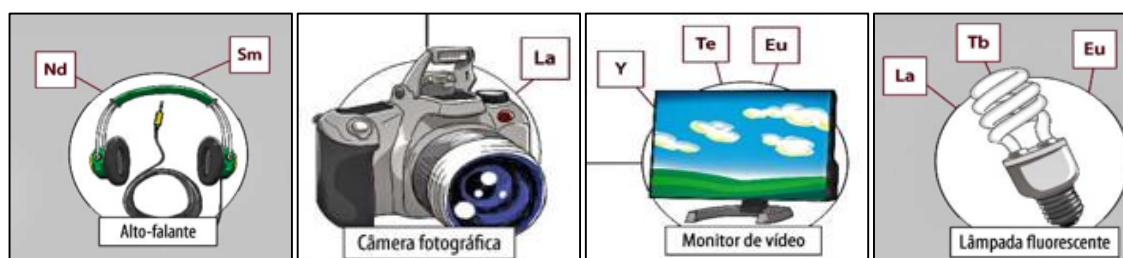 Nd
Sm
Alto-falante
La
Câmera fotográfica
Y
Te
Eu
Monitor de vídeo
La
Tb
Eu
Lâmpada fluorescente